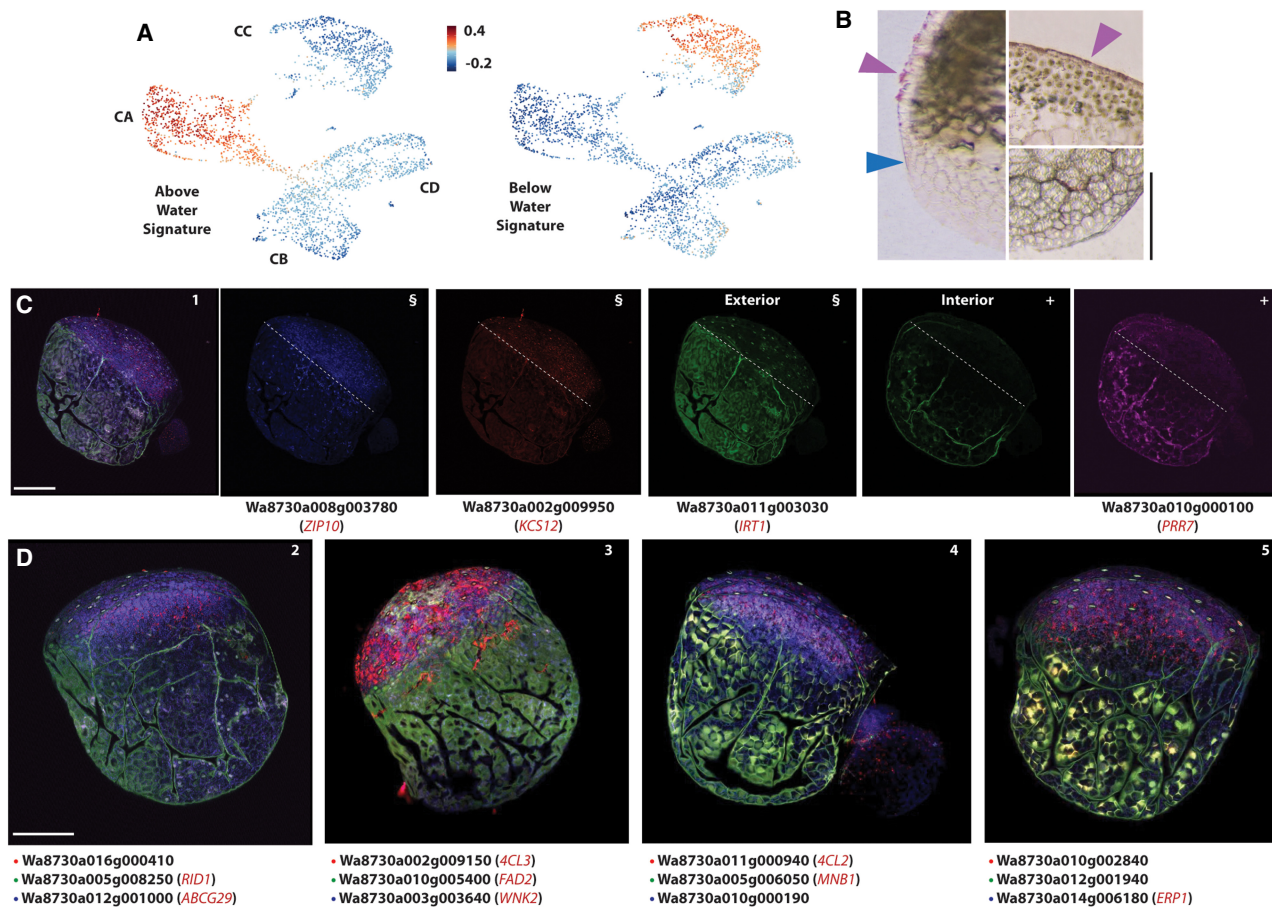 A
CC
0.4
-0.2
CA
CD
Above
Water
Signature
Below
Water
Signature
CB
B
C
1
§
§
Exterior §
Interior +
+
Wa8730a008g003780
(ZIP10)
Wa8730a002g009950
(KCS12)
Wa8730a011g003030
(IRT1)
Wa8730a010g000100
(PRR7)
D
2
3
4
5
• Wa8730a016g000410
• Wa8730a005g008250 (RID1)
• Wa8730a012g001000 (ABCG29)
• Wa8730a002g009150 (4CL3)
• Wa8730a010g005400 (FAD2)
• Wa8730a003g003640 (WNK2)
• Wa8730a011g000940 (4CL2)
• Wa8730a005g006050 (MNB1)
• Wa8730a010g000190
• Wa8730a010g002840
• Wa8730a012g001940
• Wa8730a014g006180 (ERP1)